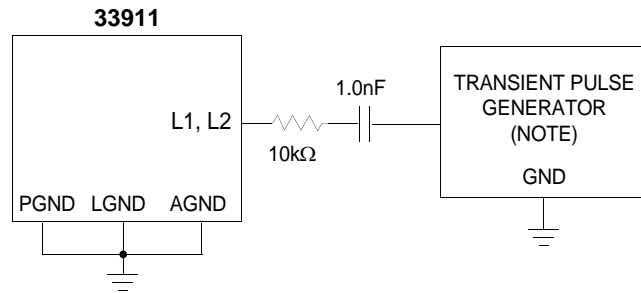 33911
L1, L2
10kΩ
1.0nF
PGND LGND AGND
TRANSIENT PULSE
GENERATOR
(NOTE)
GND